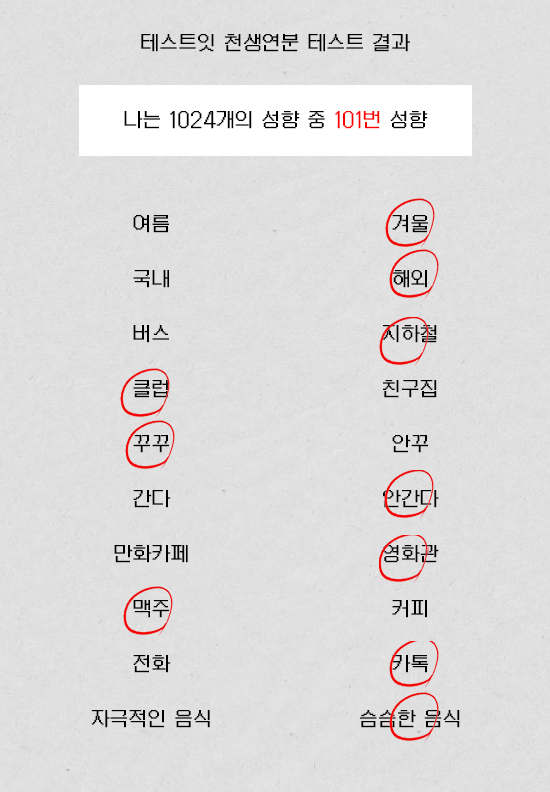 테스트잇 천생연분 테스트 결과
나는 1024개의 성향 중 101번 성향
여름 겨울
국내 해외
버스 지하철
클럽 친구집
꾸꾸 안꾸
간다 안간다
만화카페 영화관
맥주 커피
전화 카톡
자극적인 음식 슴슴한 음식